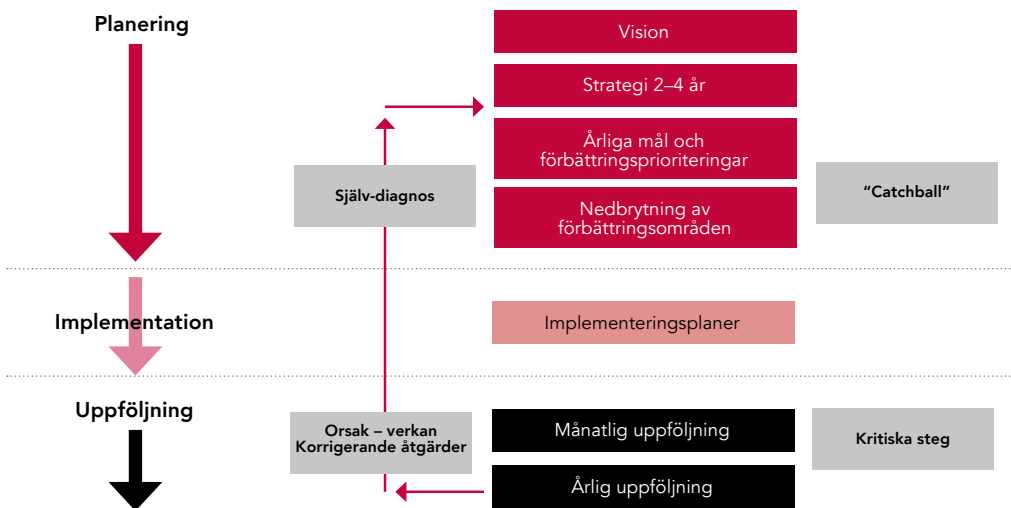 Planering
Vision
Strategi 2–4 år
Årliga mål och
förbättringsprioriteringar
Själv-diagnos
"Catchball"
Nedbrytning av
förbättringsområden
Implementation
Implementeringsplaner
Uppföljning
Orsak – verkan
Korrigerande åtgärder
Månatlig uppföljning
Kritiska steg
Årlig uppföljning